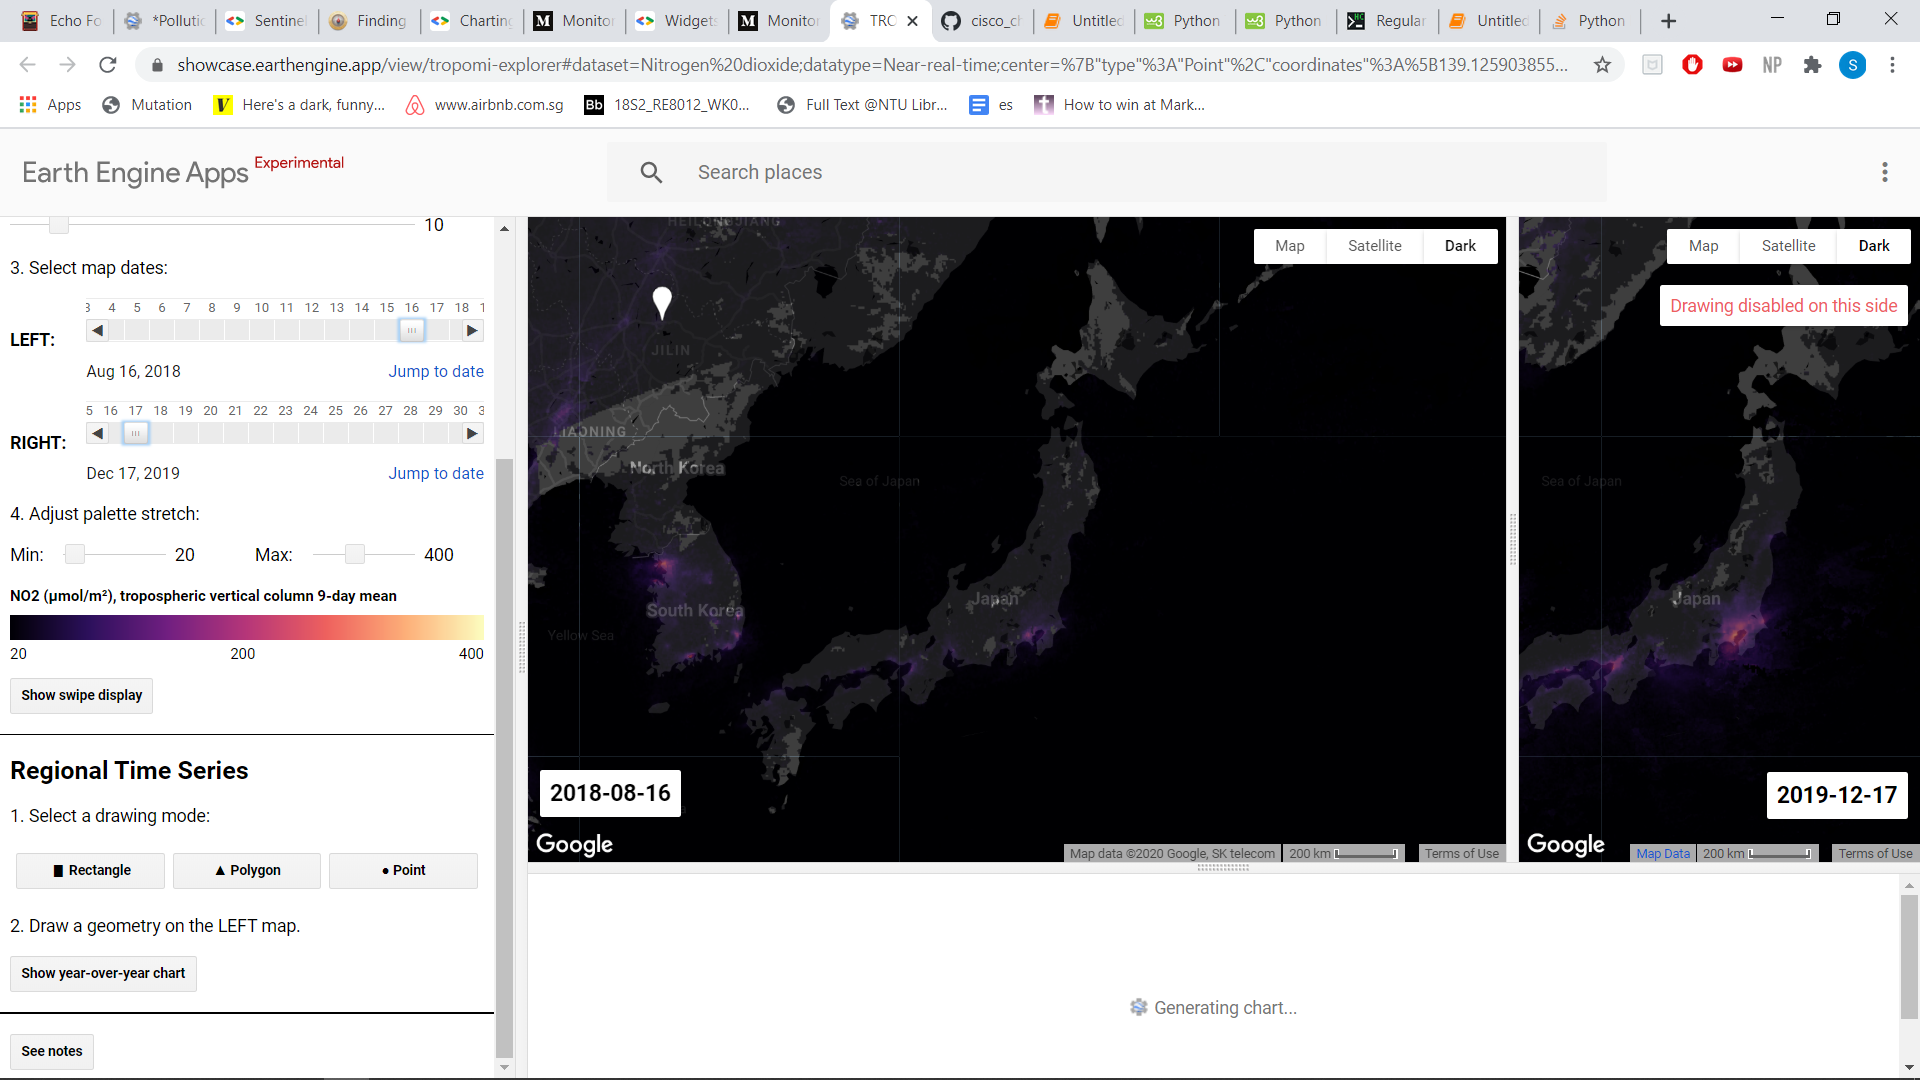 Echo Fo
*Pollutio
Sentinel
Finding
Charting
Monitor
Widgets
Monitor
TRO
cisco_ch
Untitled
Python
Python
Regular
Untitled
Python
showcase.earthengine.app/view/tropomi-explorer#dataset=Nitrogen%20dioxide;datatype=Near-real-time;center=%7B"type"%3A"Point"%2C"coordinates"%3A%5B139.125903855...
NP
S
Apps
Mutation
Here's a dark, funny...
www.airbnb.com.sg
Bb 18S2_RE8012_WK0...
Full Text @NTU Libr...
es
How to win at Mark...
Earth Engine Apps Experimental
Search places
10
3. Select map dates:
3 4 5 6 7 8 9 10 11 12 13 14 15 16 17 18 1
LEFT:
Aug 16, 2018 Jump to date
5 16 17 18 19 20 21 22 23 24 25 26 27 28 29 30 3
RIGHT:
Dec 17, 2019 Jump to date
4. Adjust palette stretch:
Min: 20 Max: 400
NO2 (µmol/m²), tropospheric vertical column 9-day mean
20 200 400
Show swipe display
Regional Time Series
1. Select a drawing mode:
Rectangle
Polygon
Point
2. Draw a geometry on the LEFT map.
Show year-over-year chart
See notes
HEILONGJIANG
Map Satellite Dark
JILIN
LIAONING
North Korea
Sea of Japan
South Korea
Japan
Yellow Sea
2018-08-16
Google
Map data ©2020 Google, SK telecom
200 km
Terms of Use
Map Satellite Dark
Drawing disabled on this side
Sea of Japan
Japan
2019-12-17
Google
Map Data
200 km
Terms of Use
Generating chart...